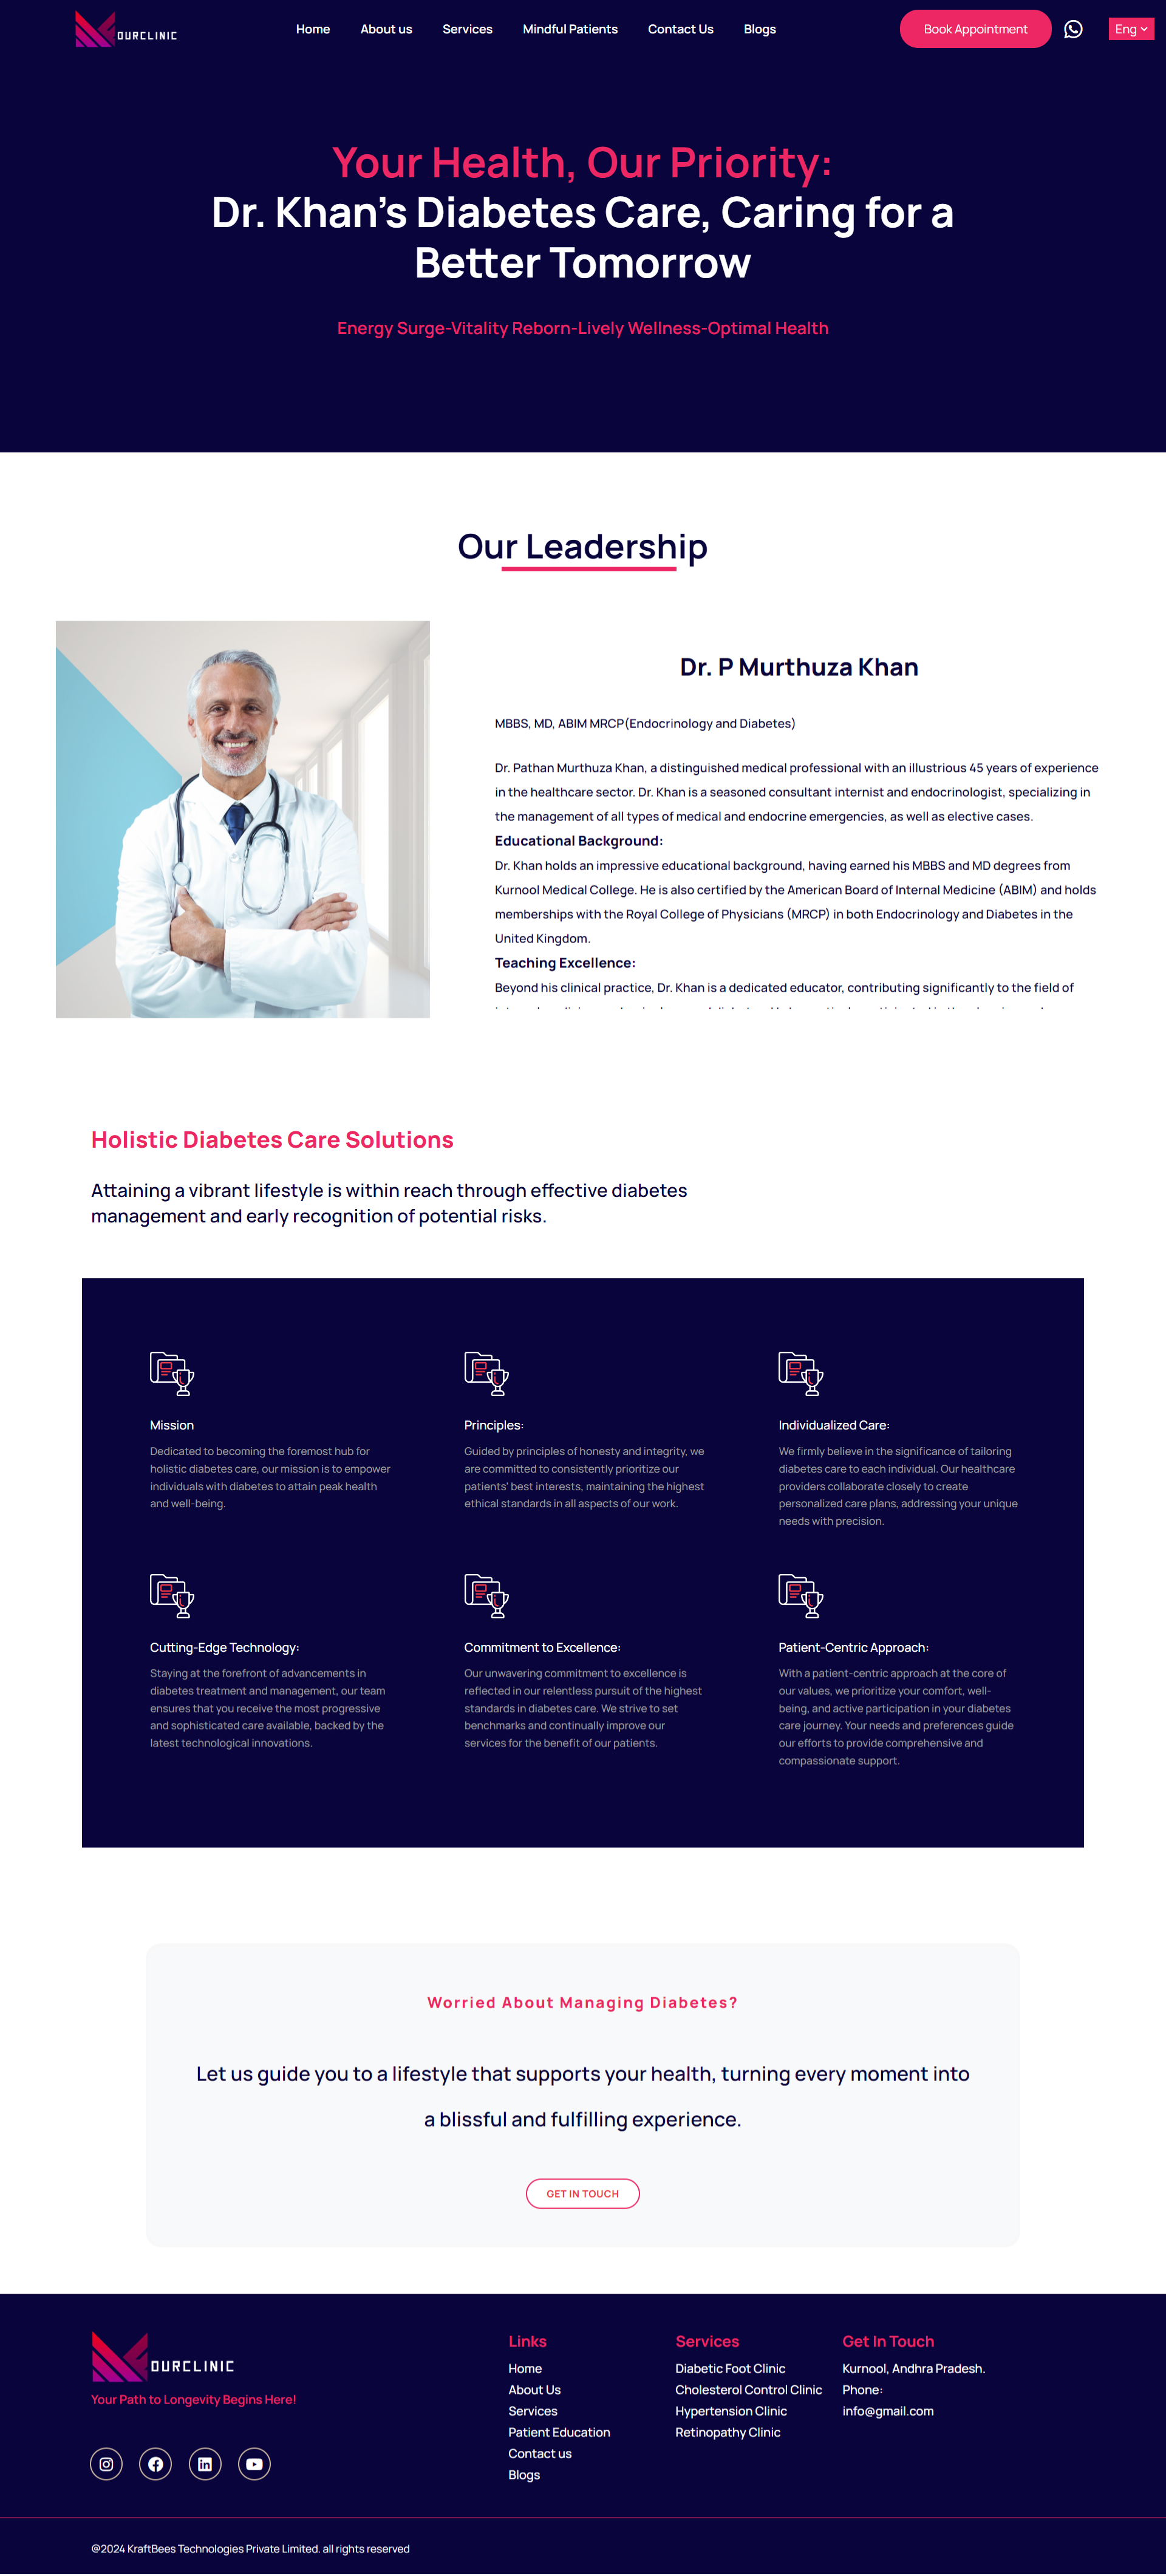 OURCLINIC
Home About us Services Mindful Patients Contact Us Blogs
Book Appointment
Eng
Your Health, Our Priority:
Dr. Khan's Diabetes Care, Caring for a
Better Tomorrow
Energy Surge-Vitality Reborn-Lively Wellness-Optimal Health
Our Leadership
Dr. P Murthuza Khan
MBBS, MD, ABIM MRCP(Endocrinology and Diabetes)
Dr. Pathan Murthuza Khan, a distinguished medical professional with an illustrious 45 years of experience
in the healthcare sector. Dr. Khan is a seasoned consultant internist and endocrinologist, specializing in
the management of all types of medical and endocrine emergencies, as well as elective cases.
Educational Background:
Dr. Khan holds an impressive educational background, having earned his MBBS and MD degrees from
Kurnool Medical College. He is also certified by the American Board of Internal Medicine (ABIM) and holds
memberships with the Royal College of Physicians (MRCP) in both Endocrinology and Diabetes in the
United Kingdom.
Teaching Excellence:
Beyond his clinical practice, Dr. Khan is a dedicated educator, contributing significantly to the field of
Holistic Diabetes Care Solutions
Attaining a vibrant lifestyle is within reach through effective diabetes
management and early recognition of potential risks.
Mission
Dedicated to becoming the foremost hub for
holistic diabetes care, our mission is to empower
individuals with diabetes to attain peak health
and well-being.
Principles:
Guided by principles of honesty and integrity, we
are committed to consistently prioritize our
patients' best interests, maintaining the highest
ethical standards in all aspects of our work.
Individualized Care:
We firmly believe in the significance of tailoring
diabetes care to each individual. Our healthcare
providers collaborate closely to create
personalized care plans, addressing your unique
needs with precision.
Cutting-Edge Technology:
Staying at the forefront of advancements in
diabetes treatment and management, our team
ensures that you receive the most progressive
and sophisticated care available, backed by the
latest technological innovations.
Commitment to Excellence:
Our unwavering commitment to excellence is
reflected in our relentless pursuit of the highest
standards in diabetes care. We strive to set
benchmarks and continually improve our
services for the benefit of our patients.
Patient-Centric Approach:
With a patient-centric approach at the core of
our values, we prioritize your comfort, well-
being, and active participation in your diabetes
care journey. Your needs and preferences guide
our efforts to provide comprehensive and
compassionate support.
Worried About Managing Diabetes?
Let us guide you to a lifestyle that supports your health, turning every moment into
a blissful and fulfilling experience.
GET IN TOUCH
OURCLINIC
Your Path to Longevity Begins Here!
Links
Home
About Us
Services
Patient Education
Contact us
Blogs
Services
Diabetic Foot Clinic
Cholesterol Control Clinic
Hypertension Clinic
Retinopathy Clinic
Get In Touch
Kurnool, Andhra Pradesh.
Phone:
info@gmail.com
@2024 KraftBees Technologies Private Limited. all rights reserved